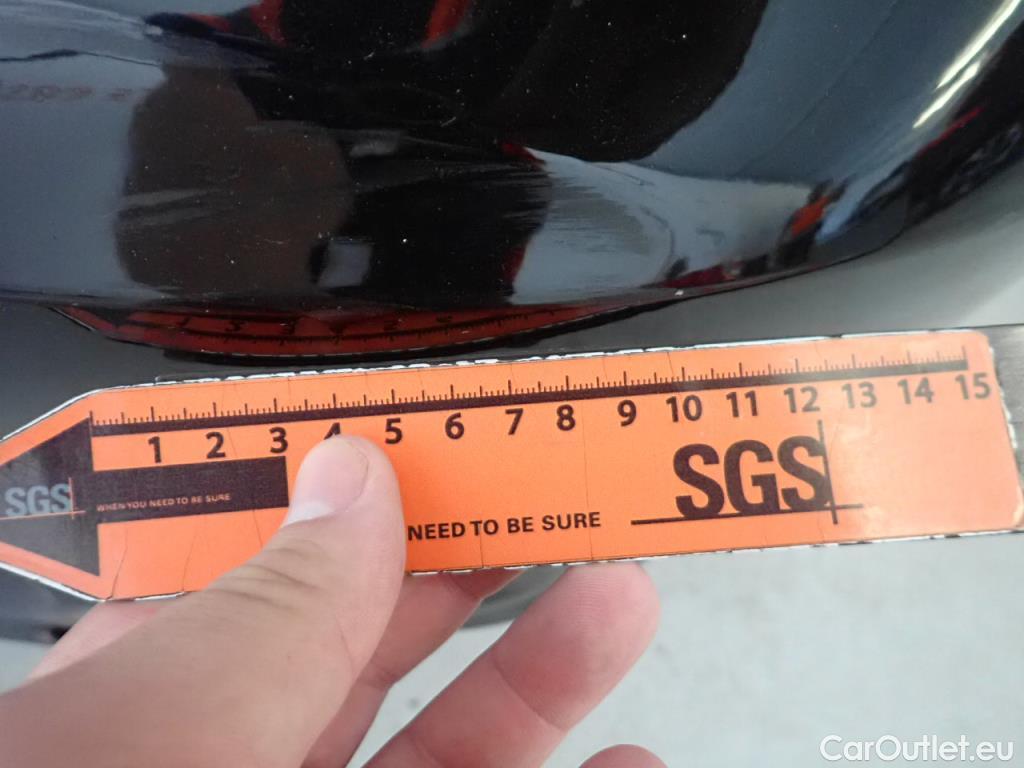 1 2 3 4 5 6 7 8 9 10 11 12 13 14 15
SGS
WHEN YOU NEED TO BE SURE
NEED TO BE SURE
SGS
CarOutlet.eu